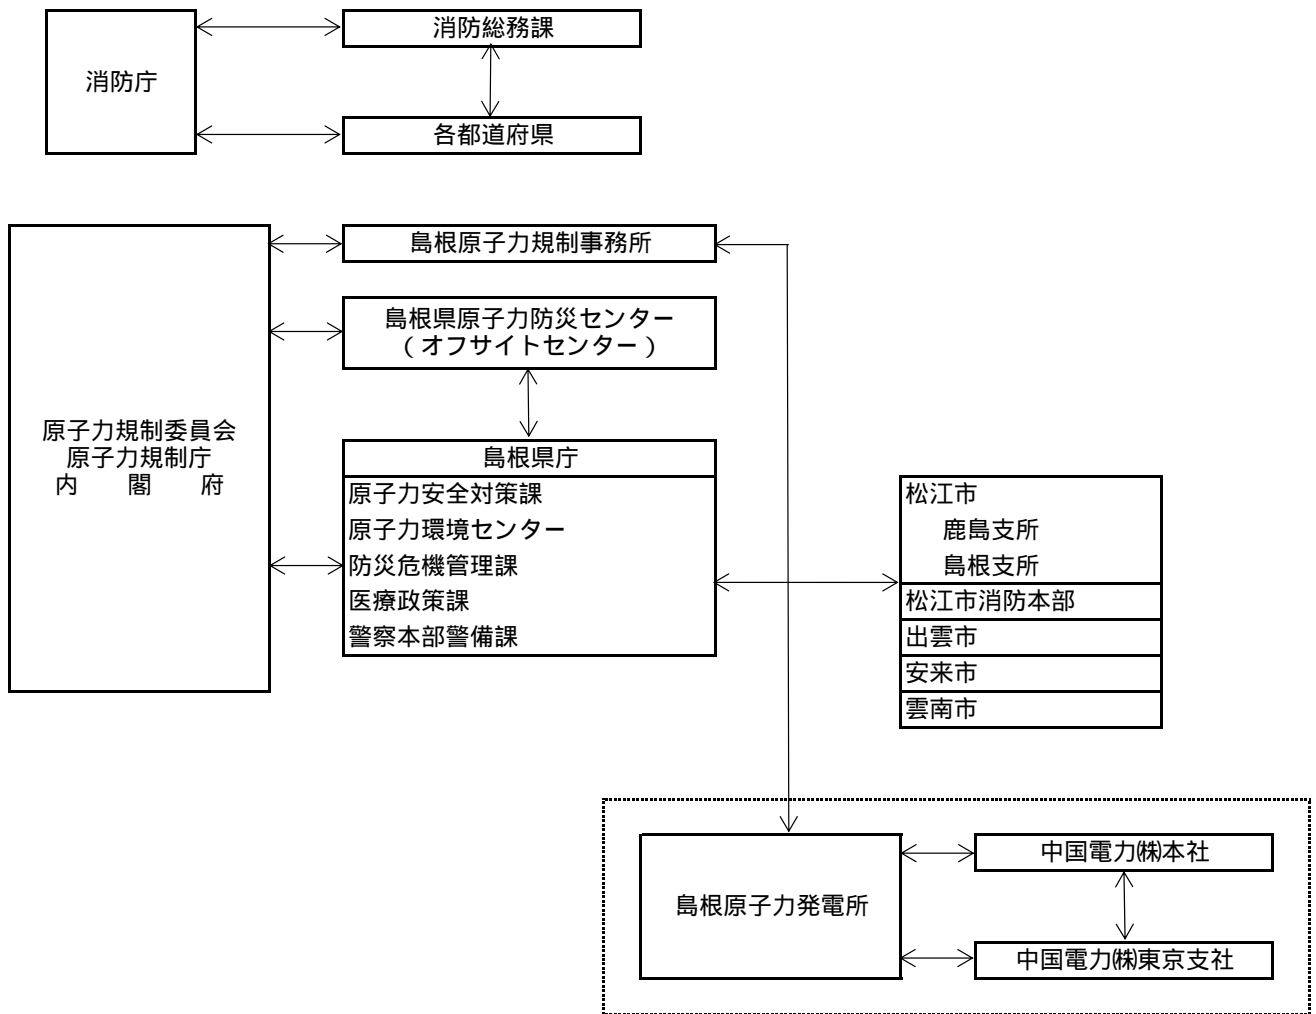 消防庁
消防総務課
各都道府県
島根原子力規制事務所
島根県原子力防災センター
（オフサイトセンター）
原子力規制委員会
原子力規制庁
内　　閣　　府
島根県庁
原子力安全対策課
原子力環境センター
防災危機管理課
医療政策課
警察本部警備課
松江市
鹿島支所
島根支所
松江市消防本部
出雲市
安来市
雲南市
島根原子力発電所
中国電力㈱本社
中国電力㈱東京支社